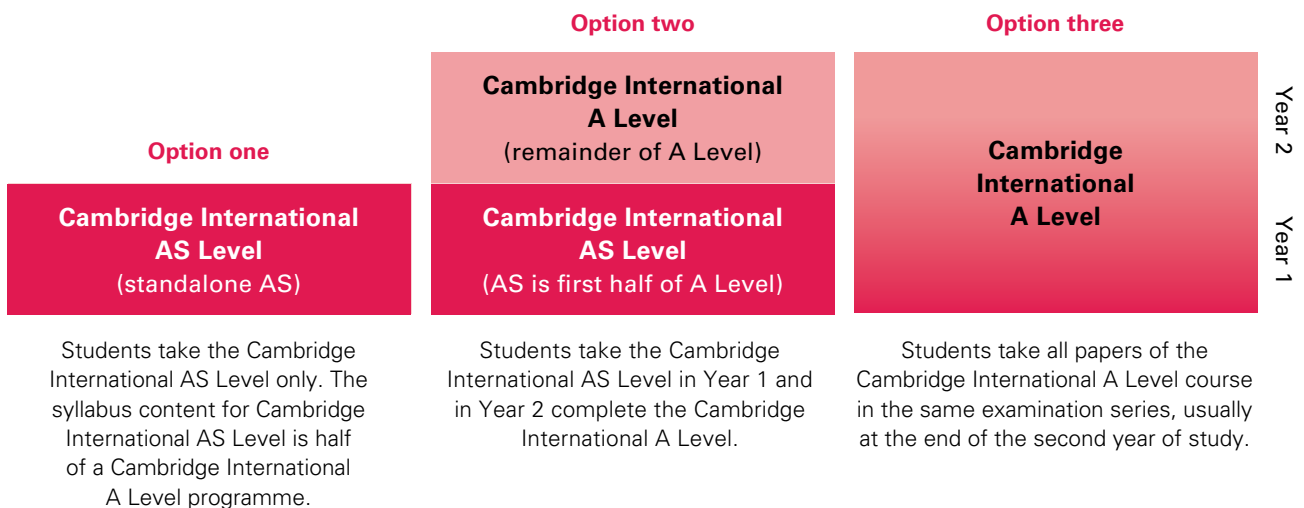 Option one
Cambridge International
AS Level
(standalone AS)
Students take the Cambridge
International AS Level only. The
syllabus content for Cambridge
International AS Level is half
of a Cambridge International
A Level programme.
Option two
Cambridge International
A Level
(remainder of A Level)
Cambridge International
AS Level
(AS is first half of A Level)
Students take the Cambridge
International AS Level in Year 1 and
in Year 2 complete the Cambridge
International A Level.
Option three
Cambridge
International
A Level
Students take all papers of the
Cambridge International A Level course
in the same examination series, usually
at the end of the second year of study.
Year 2
Year 1